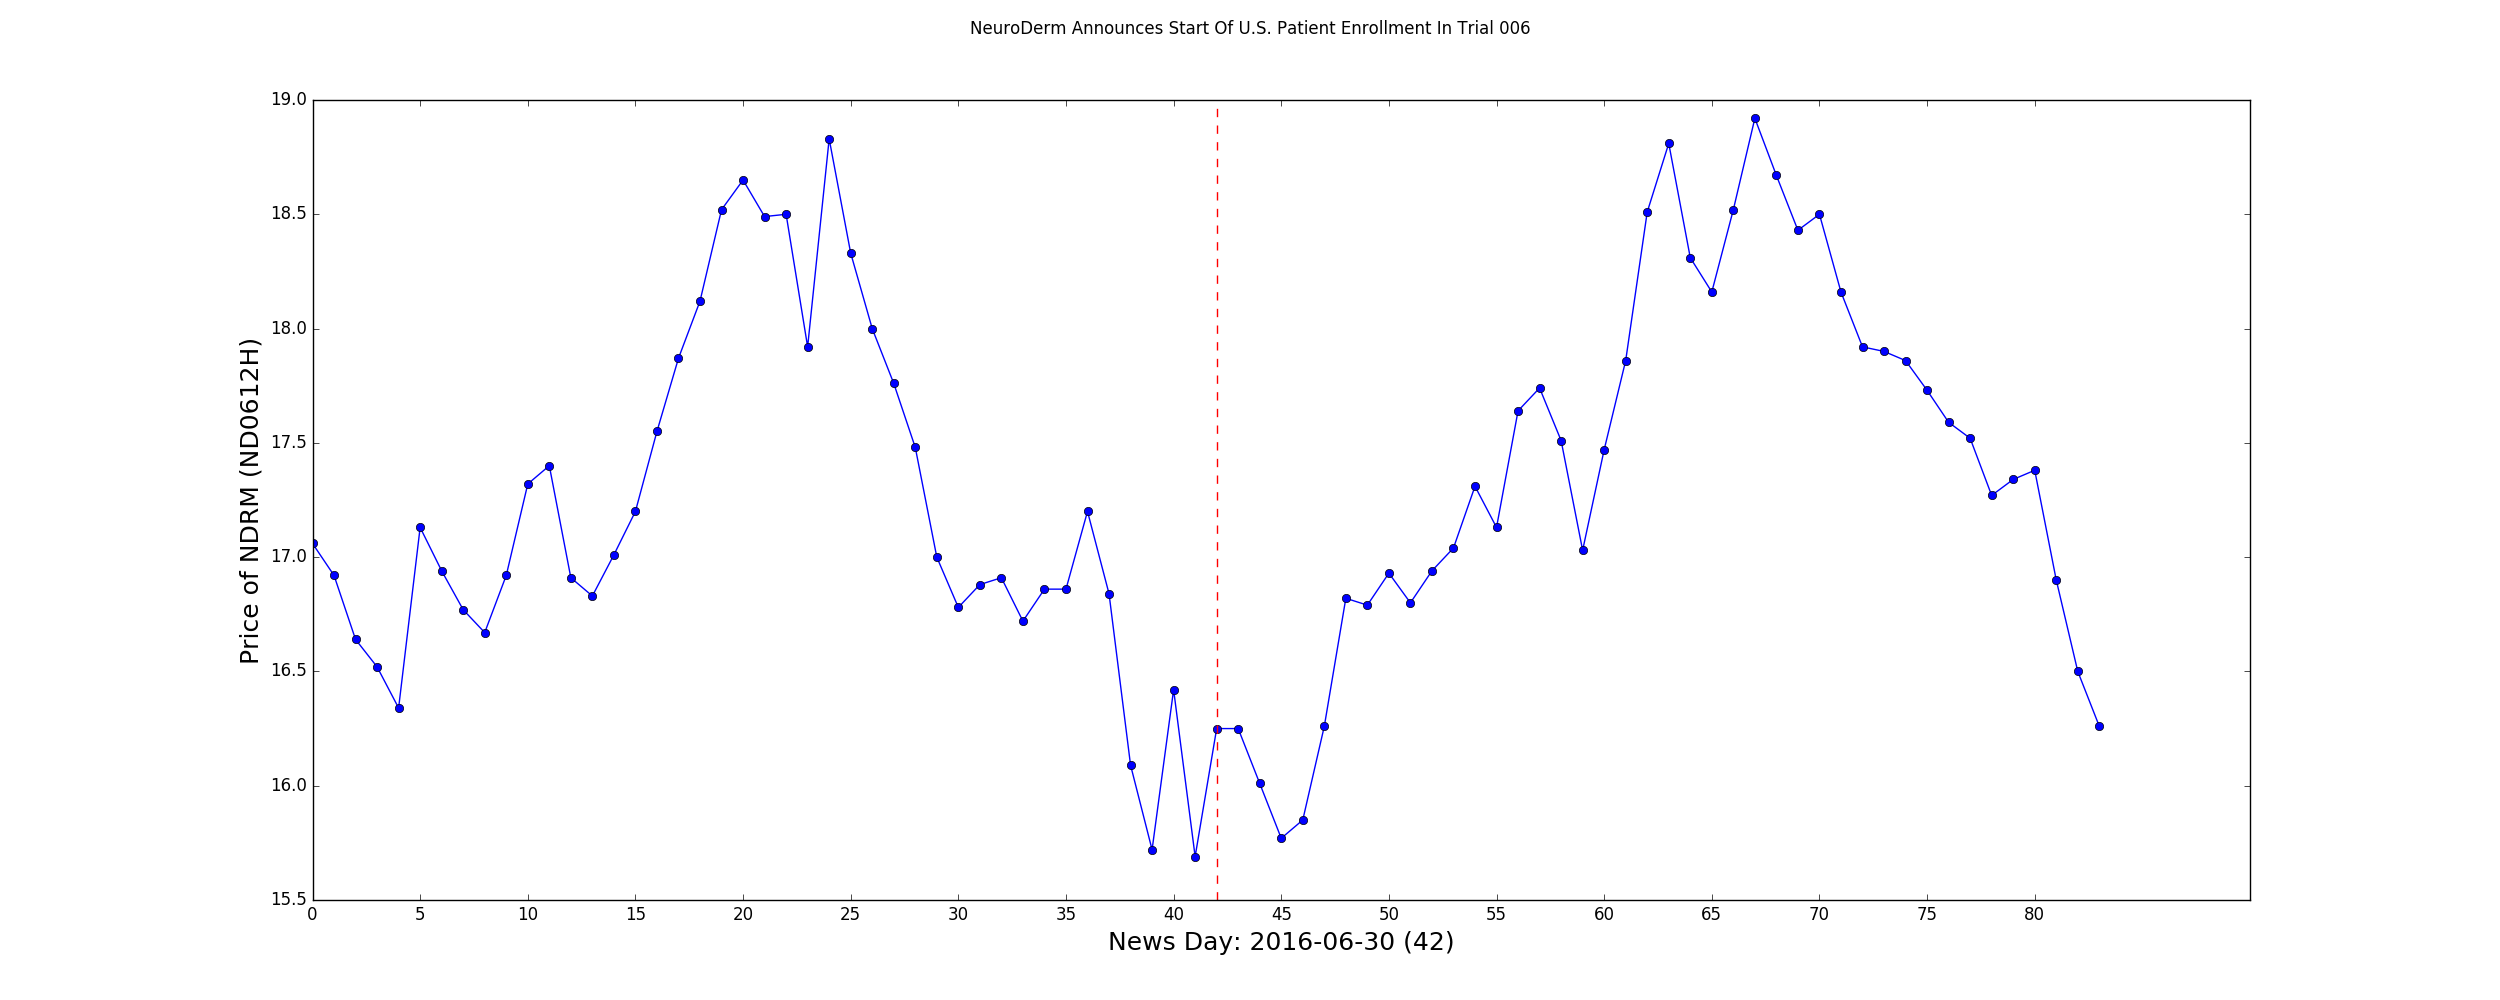 NeuroDerm Announces Start Of U.S. Patient Enrollment In Trial 006
19.0
18.5
18.0
17.5
17.0
16.5
16.0
15.5
Price of NDRM (ND0612H)
0 5 10 15 20 25 30 35 40 45 50 55 60 65 70 75 80
News Day: 2016-06-30 (42)